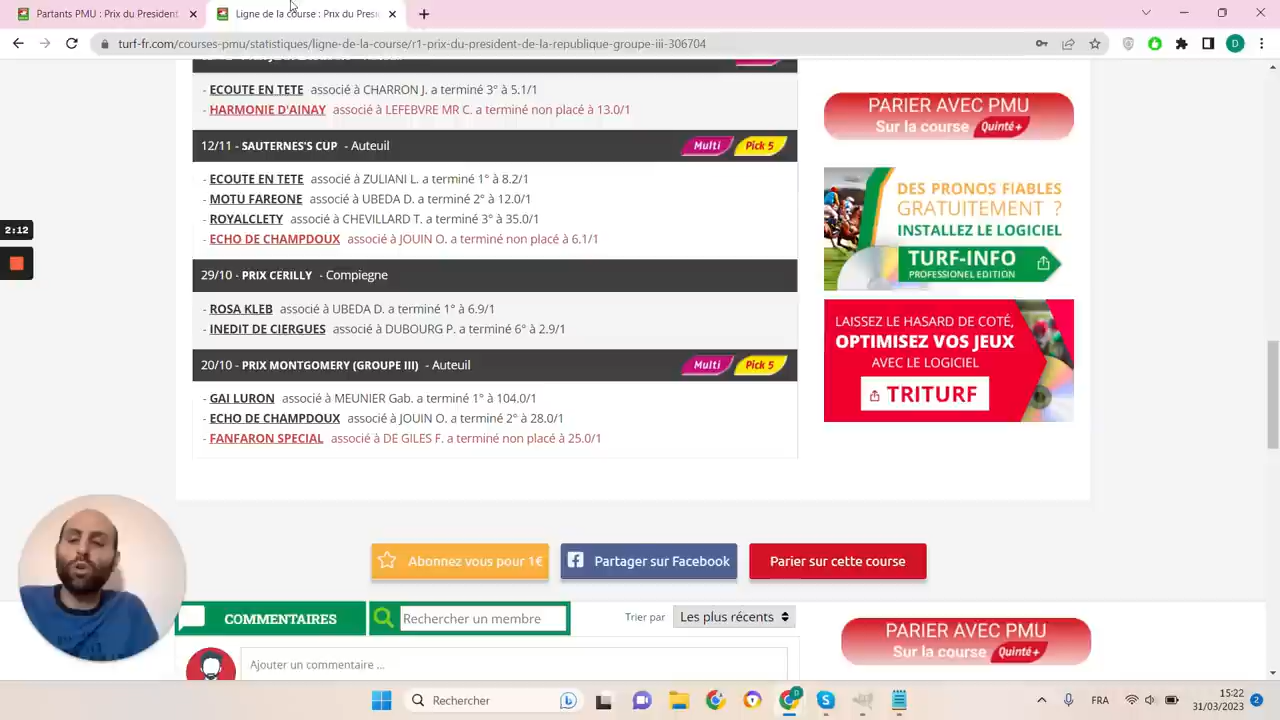 Partants PMU : Prix du Président
Ligne de la course : Prix du Prési
turf-fr.com/courses-pmu/statistiques/ligne/course/r1-prix-du-president-de-la-republique-groupe-iii-306704
D
- ECOUTE EN TETE associé à CHARRON J. a terminé 3° à 5.1/1
- HARMONIE D'AINAY associé à LEFEBVRE MR C. a terminé non placé à 13.0/1
12/11 - SAUTERNES'S CUP - Auteuil Multi Pick 5
- ECOUTE EN TETE associé à ZULIANI L. a terminé 1° à 8.2/1
- MOTU FAREONE associé à UBEDA D. a terminé 2° à 12.0/1
- ROYALCLETY associé à CHEVILLARD T. a terminé 3° à 35.0/1
- ECHO DE CHAMPDOUX associé à JOUIN O. a terminé non placé à 6.1/1
29/10 - PRIX CERILLY - Compiegne
- ROSA KLEB associé à UBEDA D. a terminé 1° à 6.9/1
- INEDIT DE CIERGUES associé à DUBOURG P. a terminé 6° à 2.9/1
20/10 - PRIX MONTGOMERY (GROUPE III) - Auteuil Multi Pick 5
- GAI LURON associé à MEUNIER Gab. a terminé 1° à 104.0/1
- ECHO DE CHAMPDOUX associé à JOUIN O. a terminé 2° à 28.0/1
- FANFARON SPECIAL associé à DE GILES F. a terminé non placé à 25.0/1
PARIER AVEC PMU
Sur la course Quinté+
DES PRONOS FIABLES
GRATUITEMENT ?
INSTALLEZ LE LOGICIEL
TURF-INFO
PROFESSIONEL EDITION
LAISSEZ LE HASARD DE COTÉ,
OPTIMISEZ VOS JEUX
AVEC LE LOGICIEL
TRITURF
2:12
Abonnez vous pour 1€
Partager sur Facebook
Parier sur cette course
COMMENTAIRES
Rechercher un membre
Trier par Les plus récents
Ajouter un commentaire ...
PARIER AVEC PMU
Sur la course Quinté+
Rechercher
FRA
15:22
31/03/2023
2